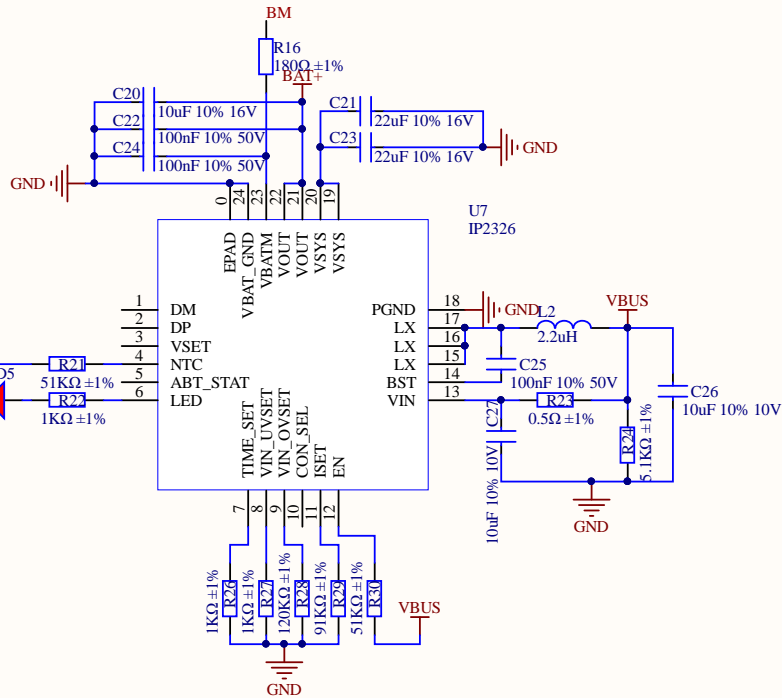 BM
R16
180Ω ±1%
BAT+
C20
10uF 10% 16V
C22
100nF 10% 50V
C24
100nF 10% 50V
C21
22uF 10% 16V
C23
22uF 10% 16V
GND
GND
0
24
23
22
21
20
19
EPAD
VBAT_GND
VBATM
VOUT
VOUT
VSYS
VSYS
U7
IP2326
1 DM
2 DP
3 VSET
4 NTC
5 ABT_STAT
6 LED
PGND 18
LX 17
LX 16
LX 15
BST 14
VIN 13
GND
L2
2.2uH
VBUS
C25
100nF 10% 50V
C26
10uF 10% 10V
C27
10uF 10% 10V
R23
0.5Ω ±1%
R24
5.1KΩ ±1%
GND
D5
R21
51KΩ ±1%
R22
1KΩ ±1%
TIME_SET
VIN_UVSET
VIN_OVSET
CON_SEL
ISET
EN
7
8
9
10
11
12
1KΩ ±1%
R26
1KΩ ±1%
R27
120KΩ ±1%
R28
91KΩ ±1%
R29
51KΩ ±1%
R30
VBUS
GND